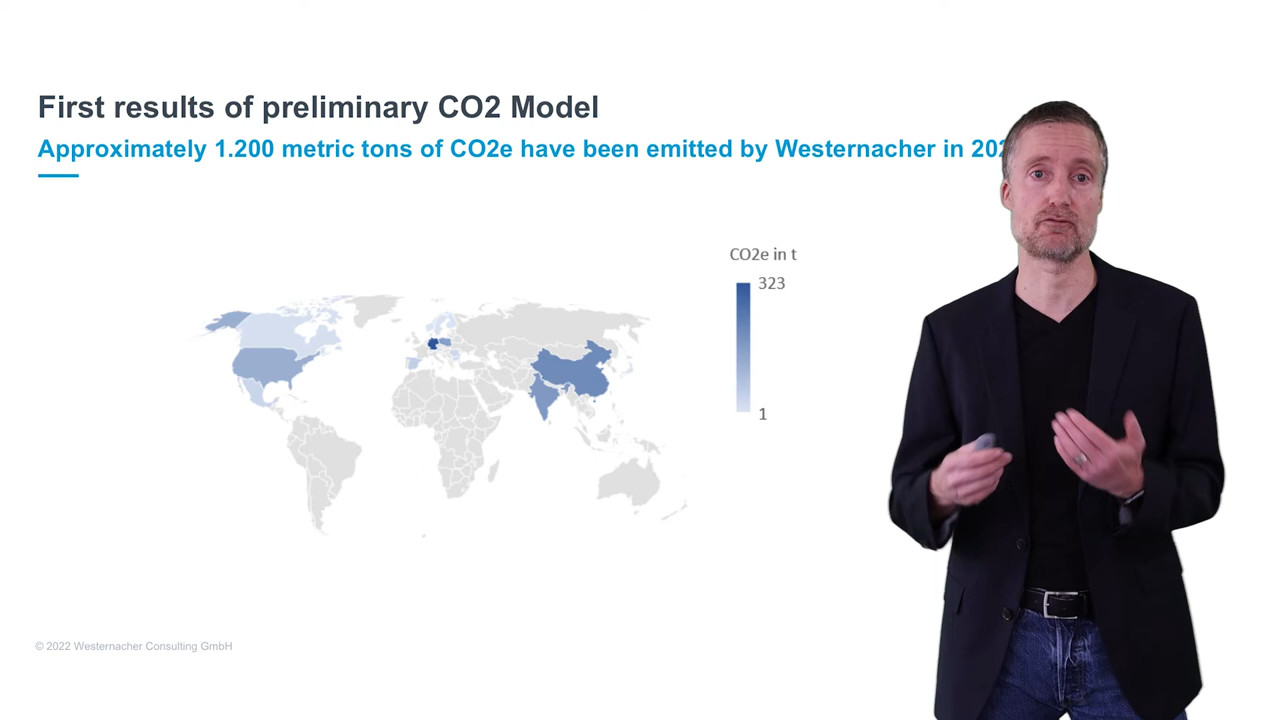 First results of preliminary CO2 Model
Approximately 1.200 metric tons of CO2e have been emitted by Westernacher in
CO2e in t
323
1
© 2022 Westernacher Consulting GmbH